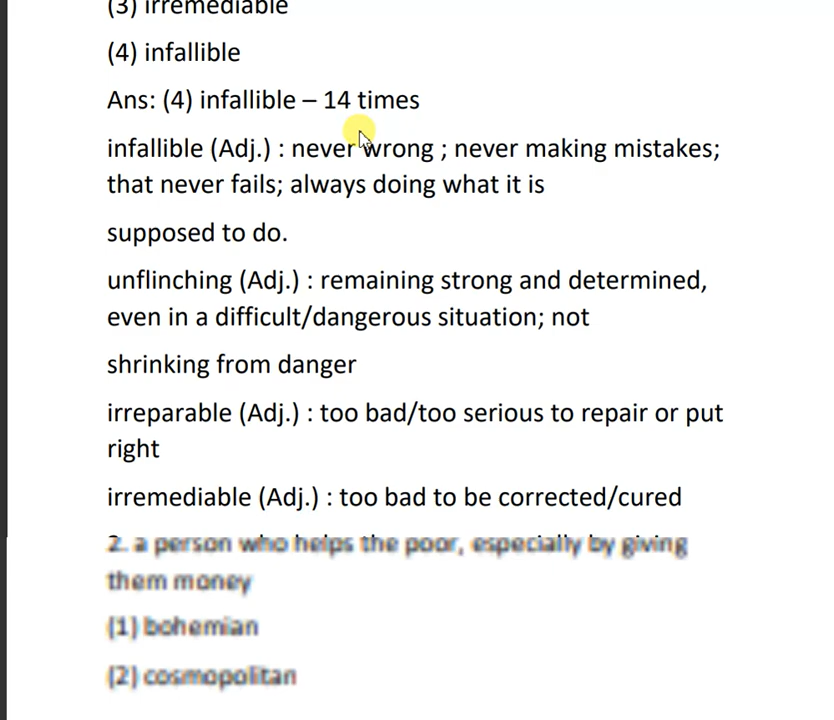 (3) irremediable
(4) infallible
Ans: (4) infallible – 14 times
infallible (Adj.) : never wrong ; never making mistakes;
that never fails; always doing what it is
supposed to do.
unflinching (Adj.) : remaining strong and determined,
even in a difficult/dangerous situation; not
shrinking from danger
irreparable (Adj.) : too bad/too serious to repair or put
right
irremediable (Adj.) : too bad to be corrected/cured
2. a person who helps the poor, especially by giving
them money
(1) bohemian
(2) cosmopolitan